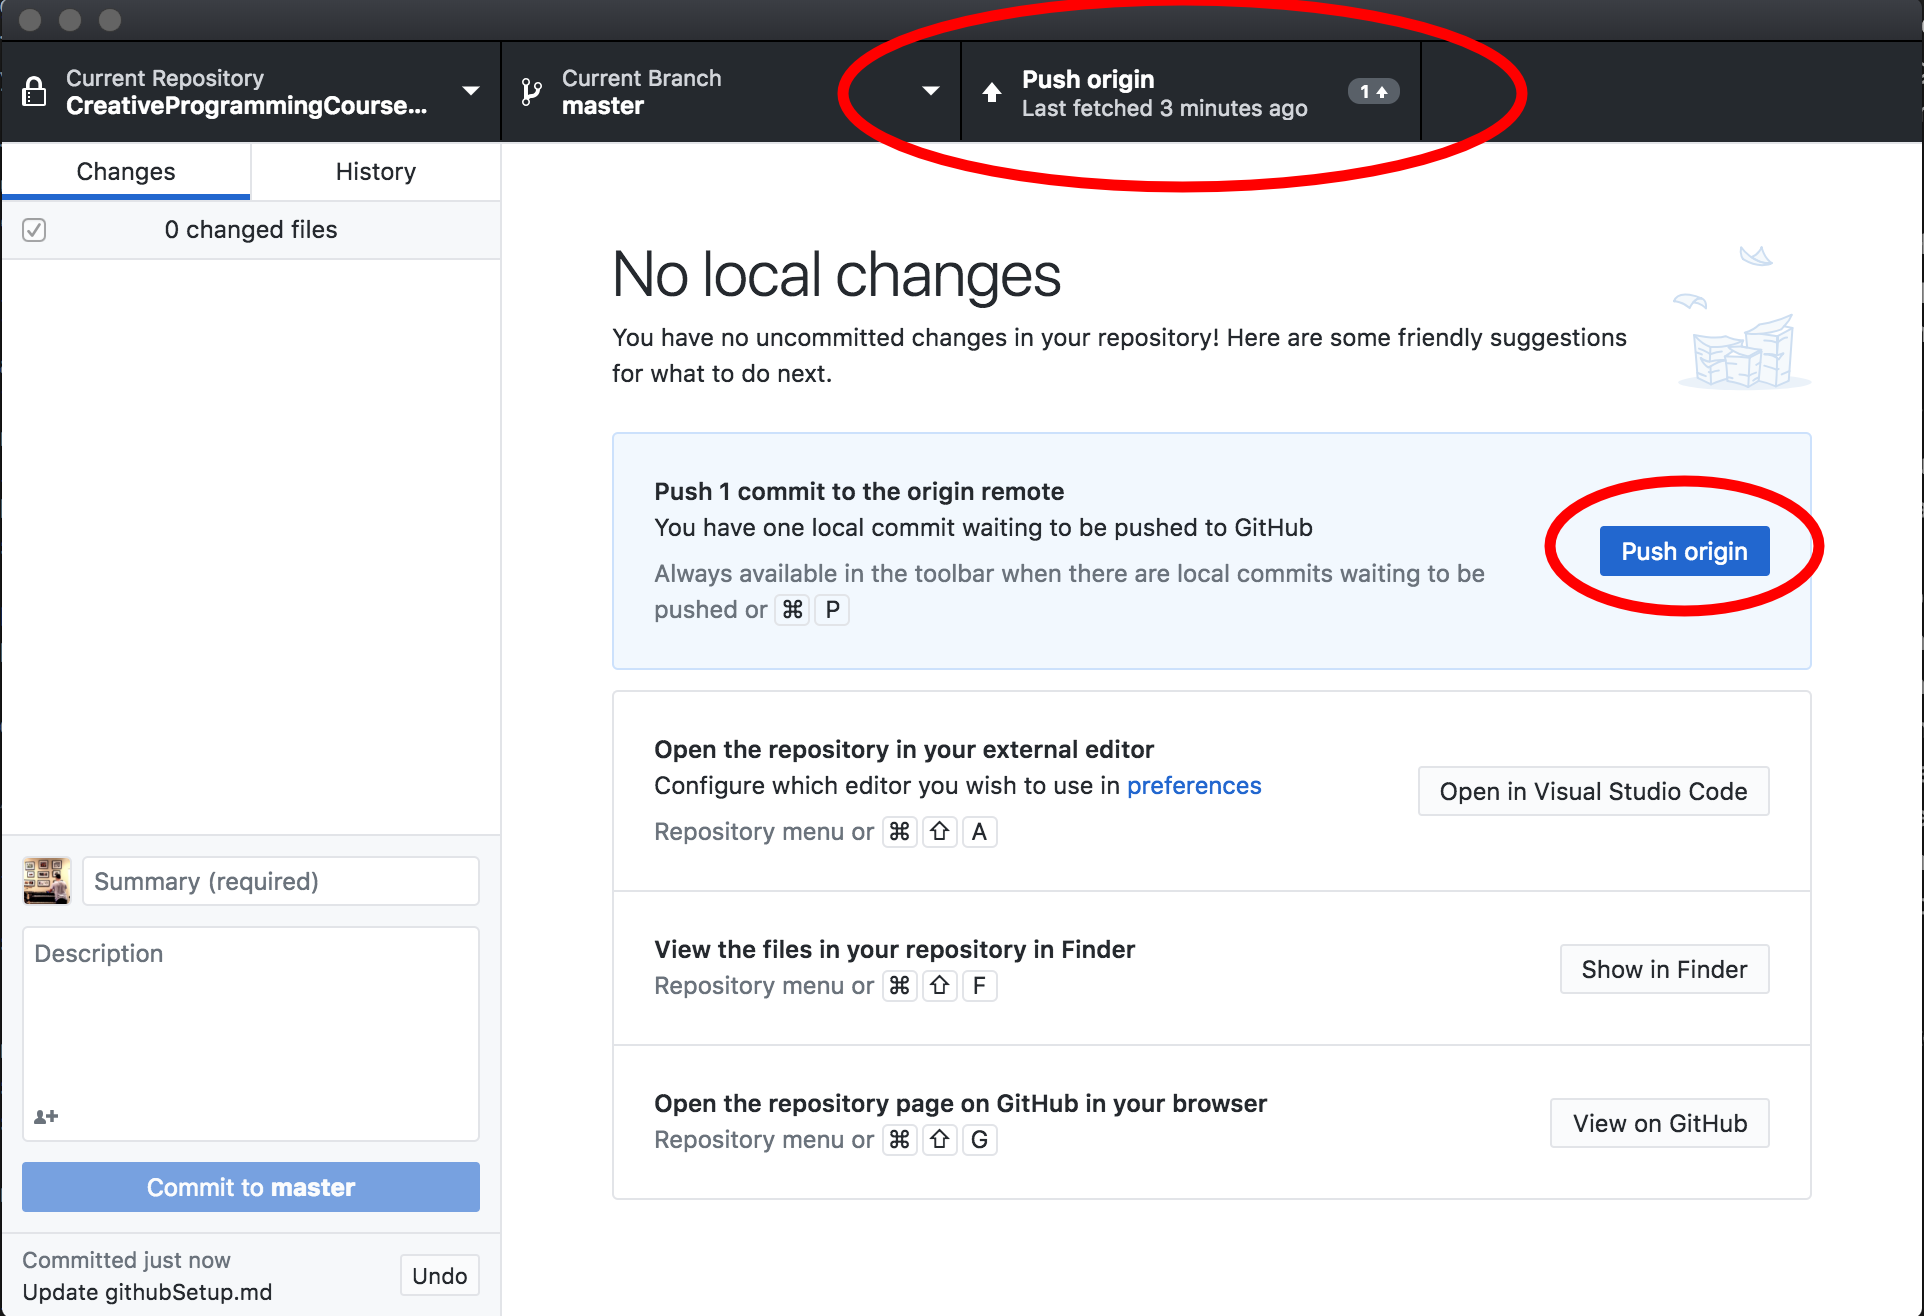 Current Repository
CreativeProgrammingCourse...
Current Branch
master
Push origin
Last fetched 3 minutes ago
1
Changes
History
0 changed files
No local changes
You have no uncommitted changes in your repository! Here are some friendly suggestions
for what to do next.
Push 1 commit to the origin remote
You have one local commit waiting to be pushed to GitHub
Always available in the toolbar when there are local commits waiting to be
pushed or ⌘ P
Push origin
Open the repository in your external editor
Configure which editor you wish to use in preferences
Repository menu or ⌘ ⇧ A
Open in Visual Studio Code
View the files in your repository in Finder
Repository menu or ⌘ ⇧ F
Show in Finder
Open the repository page on GitHub in your browser
Repository menu or ⌘ ⇧ G
View on GitHub
Summary (required)
Description
Commit to master
Committed just now
Update githubSetup.md
Undo